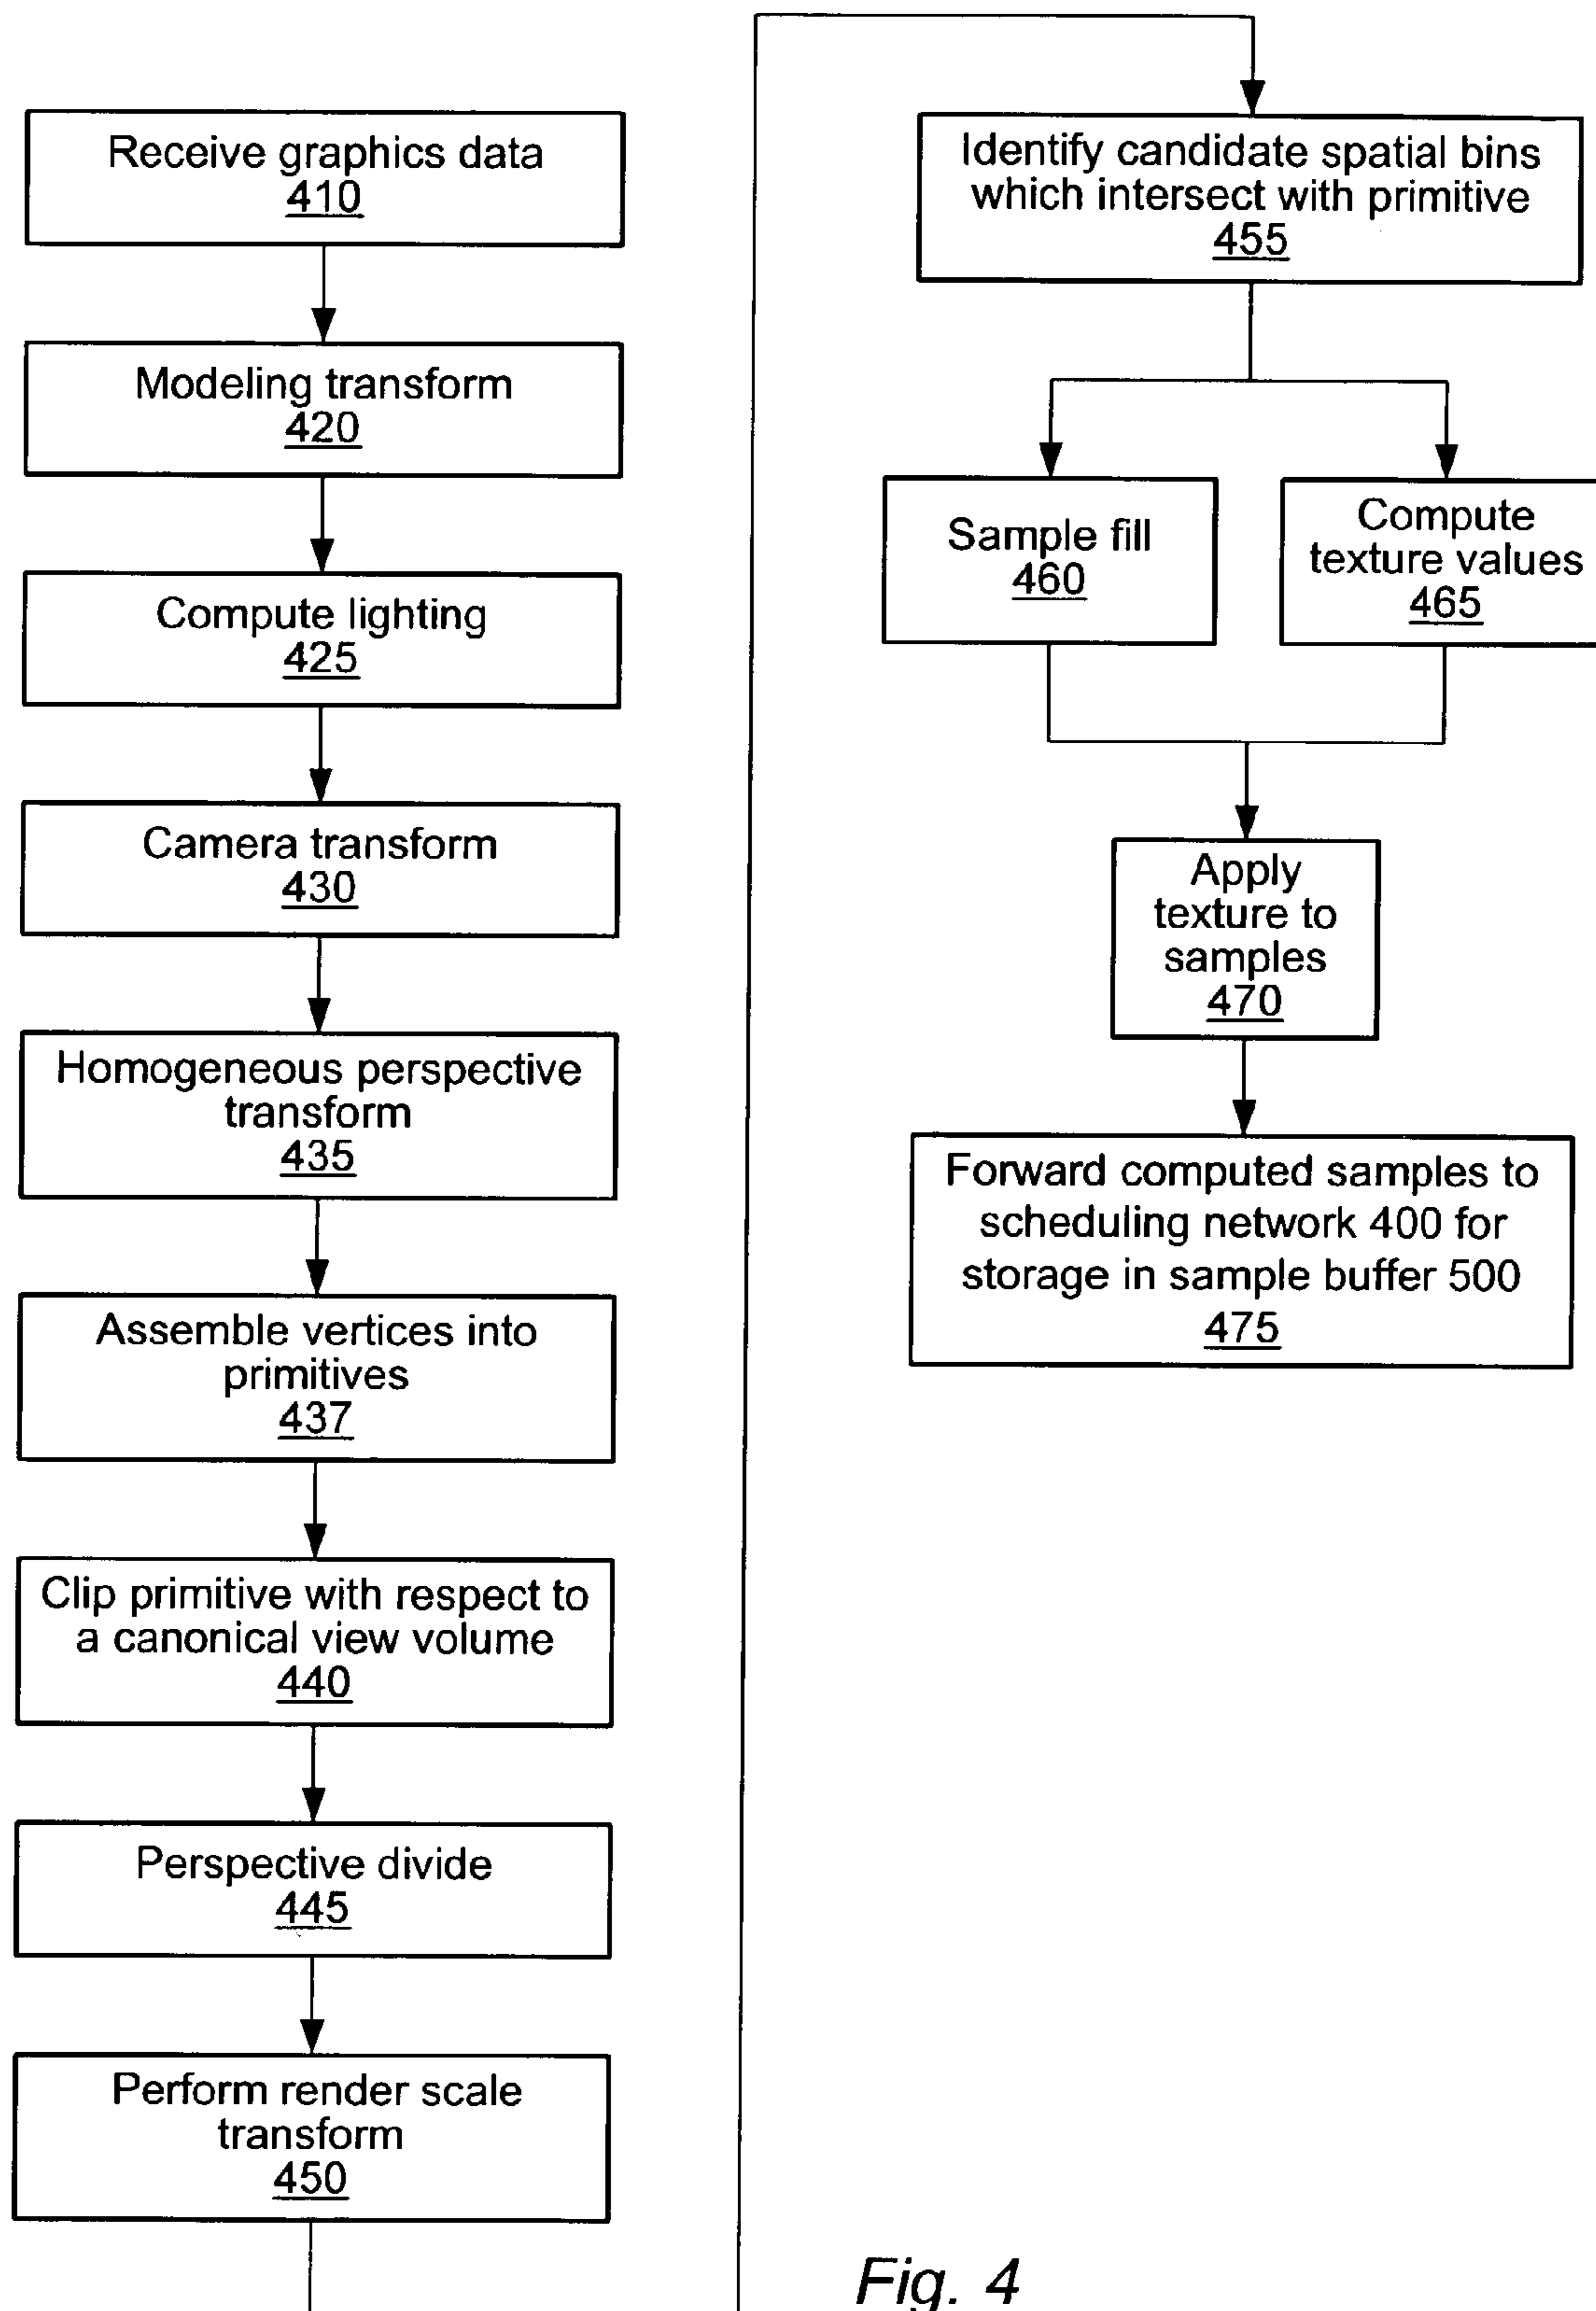 Receive graphics data
410
Modeling transform
420
Compute lighting
425
Camera transform
430
Homogeneous perspective
transform
435
Assemble vertices into
primitives
437
Clip primitive with respect to
a canonical view volume
440
Perspective divide
445
Perform render scale
transform
450
Identify candidate spatial bins
which intersect with primitive
455
Sample fill
460
Compute
texture values
465
Apply
texture to
samples
470
Forward computed samples to
scheduling network 400 for
storage in sample buffer 500
475
Fig. 4